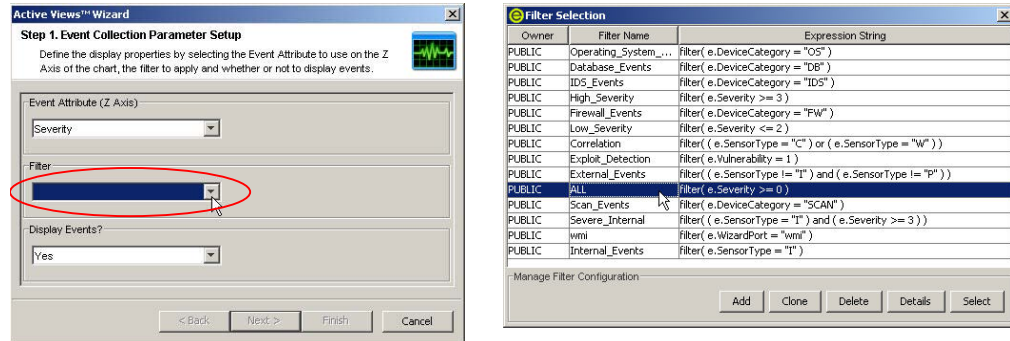 Active Views™ Wizard
Step 1. Event Collection Parameter Setup
Define the display properties by selecting the Event Attribute to use on the Z
Axis of the chart, the filter to apply and whether or not to display events.
Event Attribute (Z Axis)
Severity
Filter
Display Events?
Yes
< Back Next > Finish Cancel
Filter Selection
Owner Filter Name Expression String
PUBLIC Operating_System_... filter( e.DeviceCategory = "OS" )
PUBLIC Database_Events filter( e.DeviceCategory = "DB" )
PUBLIC IDS_Events filter( e.DeviceCategory = "IDS" )
PUBLIC High_Severity filter( e.Severity >= 3 )
PUBLIC Firewall_Events filter( e.DeviceCategory = "FW" )
PUBLIC Low_Severity filter( e.Severity <= 2 )
PUBLIC Correlation filter( ( e.SensorType = "C" ) or ( e.SensorType = "W" ) )
PUBLIC Exploit_Detection filter( e.Vulnerability = 1 )
PUBLIC External_Events filter( ( e.SensorType != "I" ) and ( e.SensorType != "P" ) )
PUBLIC ALL filter( e.Severity >= 0 )
PUBLIC Scan_Events filter( e.DeviceCategory = "SCAN" )
PUBLIC Severe_Internal filter( ( e.SensorType = "I" ) and ( e.Severity >= 3 ) )
PUBLIC wmi filter( e.WizardPort = "wmi" )
PUBLIC Internal_Events filter( e.SensorType = "I" )
Manage Filter Configuration
Add Clone Delete Details Select